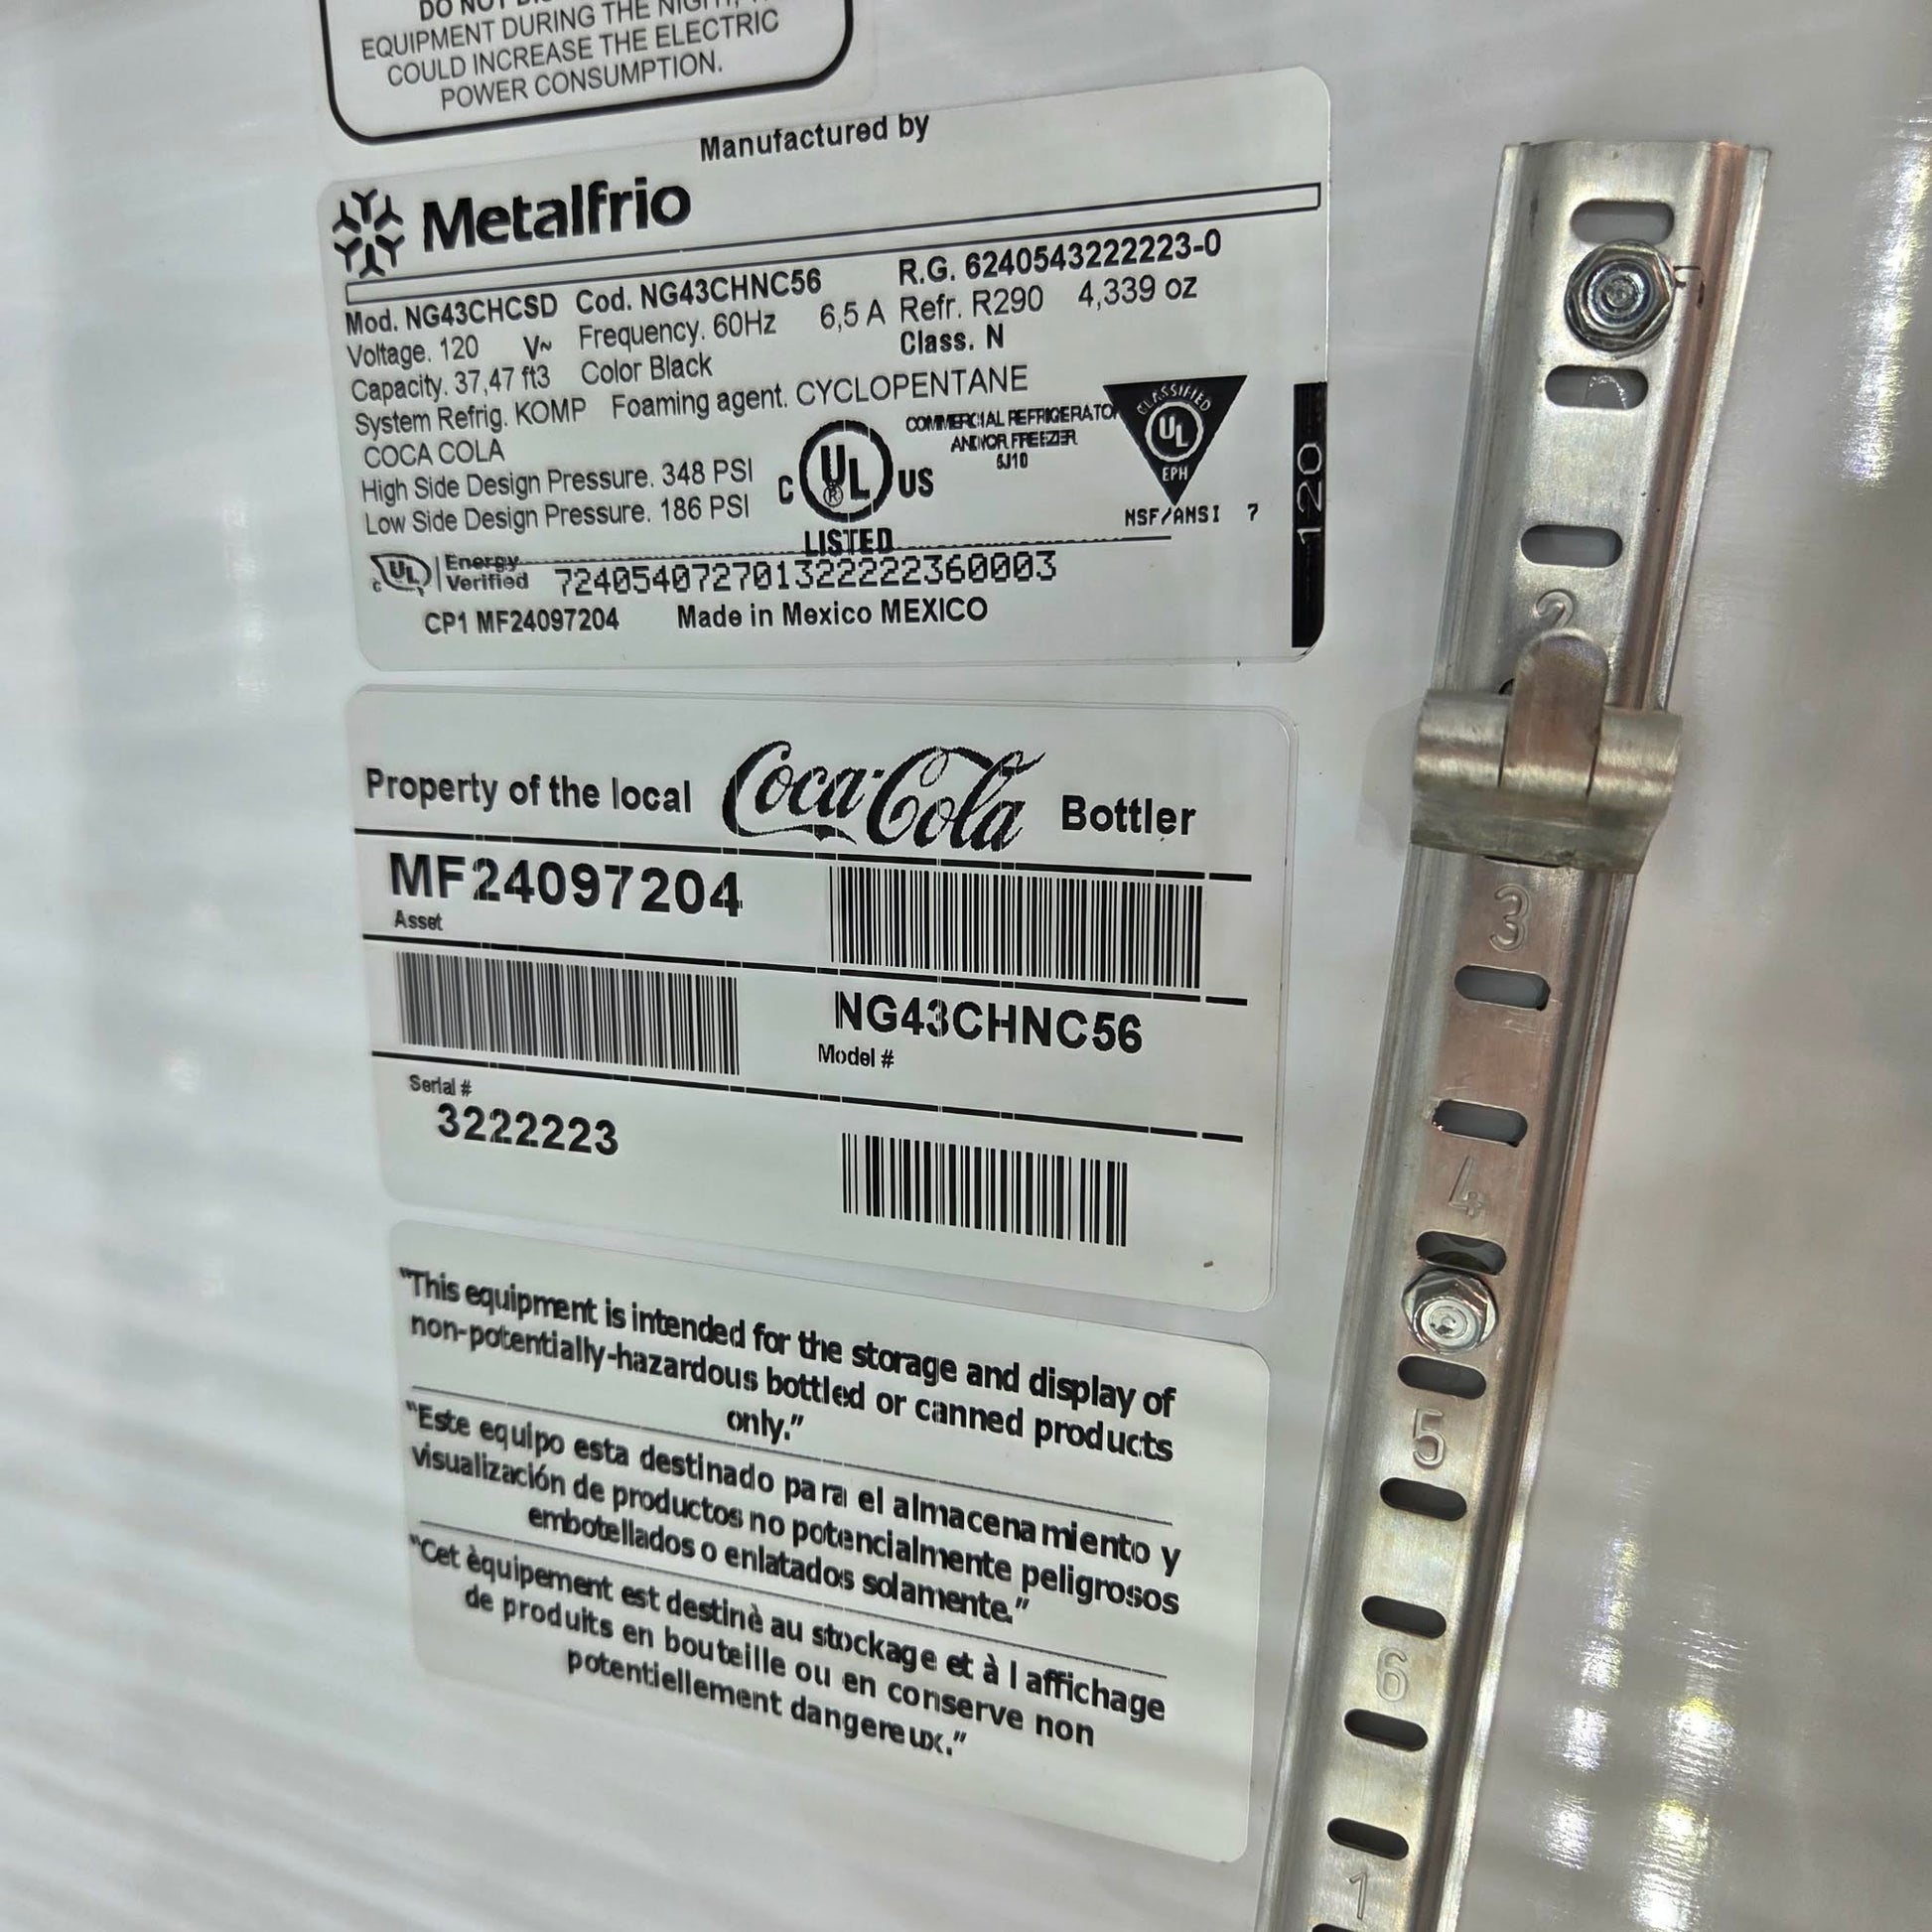 DO NOT
EQUIPMENT DURING THE NIGHT,
COULD INCREASE THE ELECTRIC
POWER CONSUMPTION.
Manufactured by
Metalfrio
Mod. NG43CHCSD Cod. NG43CHNC56 R.G. 6240543222223-0
Voltage. 120 V~ Frequency. 60Hz 6,5 A Refr. R290 4,339 oz
Capacity. 37,47 ft3 Color Black Class. N
System Refrig. KOMP Foaming agent. CYCLOPENTANE
COCA COLA
High Side Design Pressure. 348 PSI
Low Side Design Pressure. 186 PSI
C UL ® US
LISTED
COMMERCIAL REFRIGERATOR
AND/OR FREEZER
6J10
CLASSIFIED
UL
EPH
NSF/ANSI 7
120
c UL Energy
Verified
7240540727013222222360003
CP1 MF24097204 Made in Mexico MEXICO
Property of the local Coca-Cola Bottler
MF24097204
Asset
NG43CHNC56
Model #
Serial #
3222223
"This equipment is intended for the storage and display of
non-potentially-hazardous bottled or canned products
only."
"Este equipo esta destinado para el almacenamiento y
visualización de productos no potencialmente peligrosos
embotellados o enlatados solamente."
"Cet èquipement est destinè au stockage et à l affichage
de produits en bouteille ou en conserve non
potentiellement dangereux."
2
3
4
5
6
1